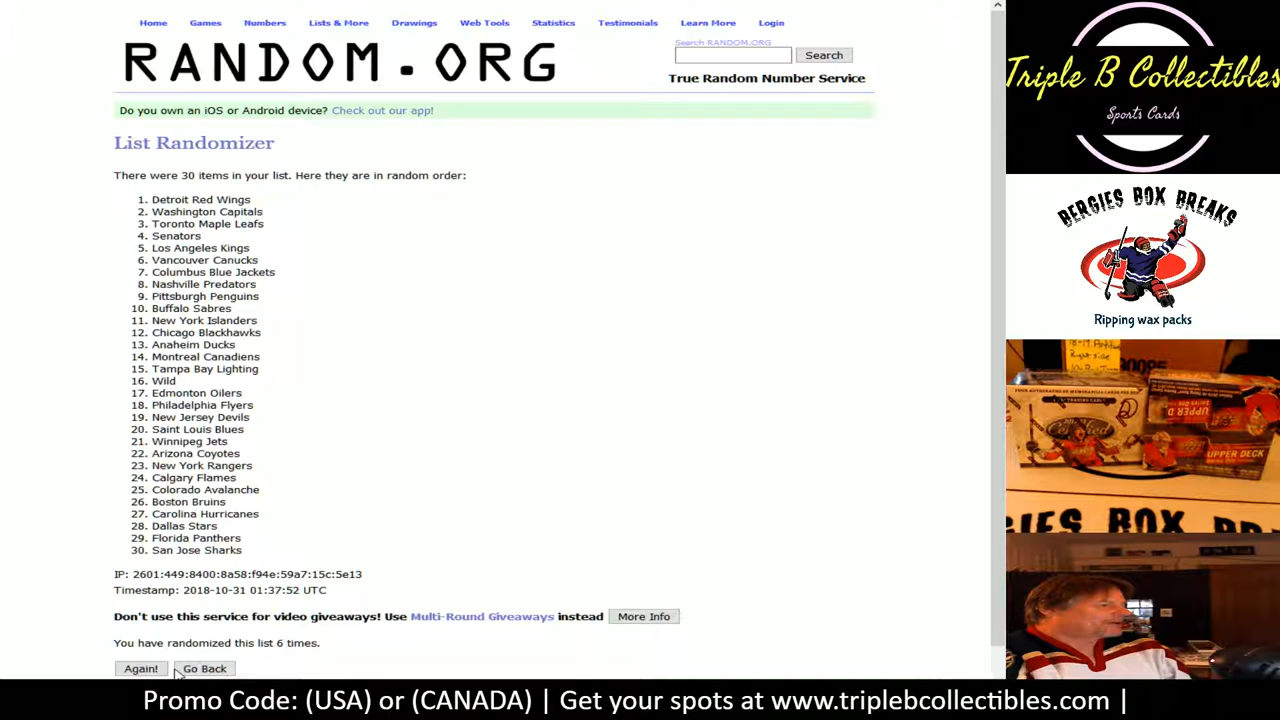 Home Games Numbers Lists & More Drawings Web Tools Statistics Testimonials Learn More Login
RANDOM.ORG
Search RANDOM.ORG
Search
True Random Number Service
Do you own an iOS or Android device? Check out our app!
List Randomizer
There were 30 items in your list. Here they are in random order:
1. Detroit Red Wings
2. Washington Capitals
3. Toronto Maple Leafs
4. Senators
5. Los Angeles Kings
6. Vancouver Canucks
7. Columbus Blue Jackets
8. Nashville Predators
9. Pittsburgh Penguins
10. Buffalo Sabres
11. New York Islanders
12. Chicago Blackhawks
13. Anaheim Ducks
14. Montreal Canadiens
15. Tampa Bay Lighting
16. Wild
17. Edmonton Oilers
18. Philadelphia Flyers
19. New Jersey Devils
20. Saint Louis Blues
21. Winnipeg Jets
22. Arizona Coyotes
23. New York Rangers
24. Calgary Flames
25. Colorado Avalanche
26. Boston Bruins
27. Carolina Hurricanes
28. Dallas Stars
29. Florida Panthers
30. San Jose Sharks
IP: 2601:449:8400:8a58:f94e:59a7:15c:5e13
Timestamp: 2018-10-31 01:37:52 UTC
Don't use this service for video giveaways! Use Multi-Round Giveaways instead More Info
You have randomized this list 6 times.
Again! Go Back
Triple B Collectibles
Sports Cards
BERGIES BOX BREAKS
Ripping wax packs
Right side
UPPER D
UPPER DECK
GIES BOX BREAKS
Promo Code: (USA) or (CANADA) | Get your spots at www.triplebcollectibles.com |